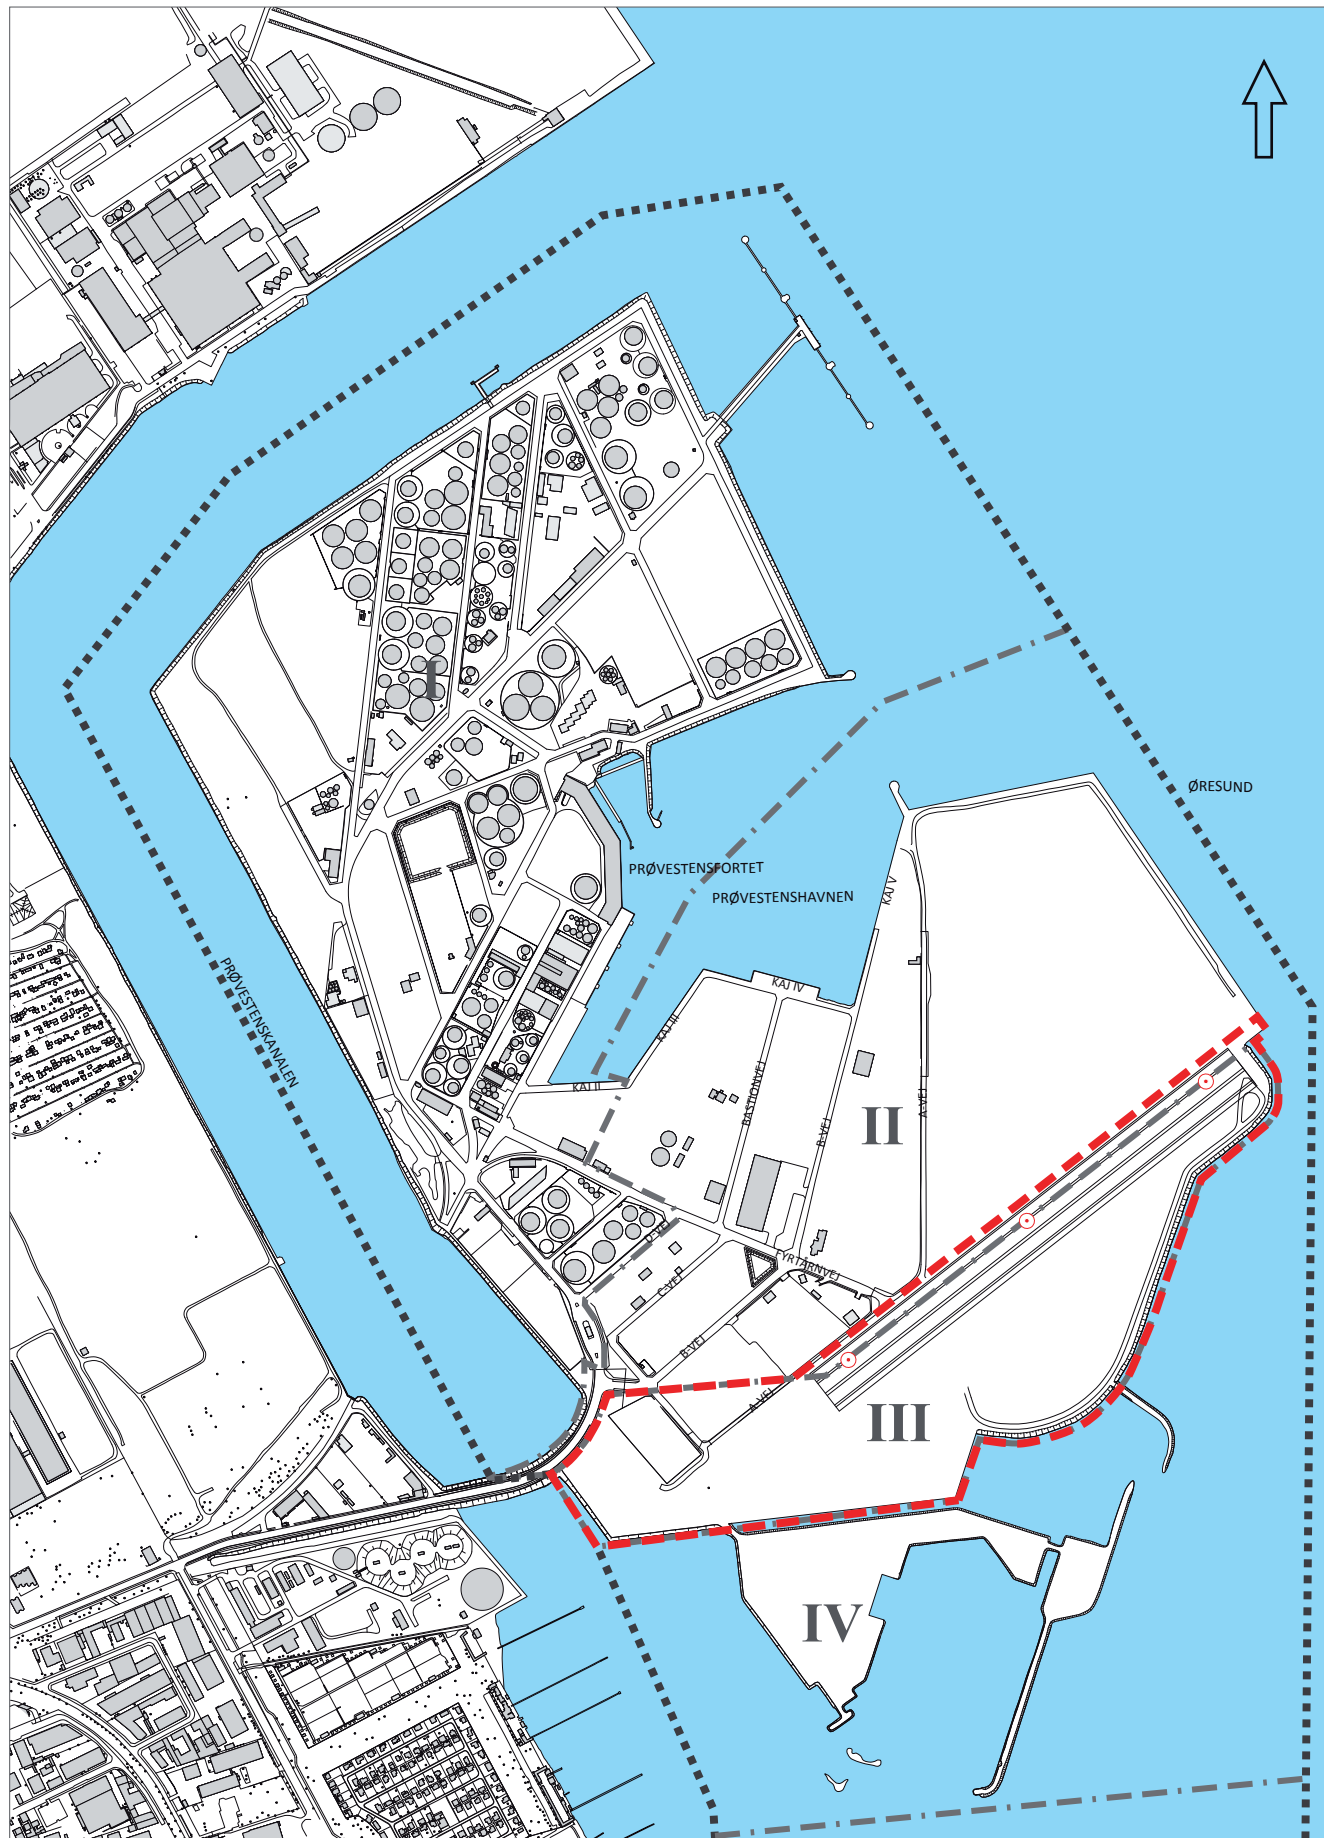 I
ØRESUND
PRØVESTENSFORTET
PRØVESTENSHAVNEN
KAJ V
KAJ IV
KAJ III
KAJ II
PRØVESTENSKANALEN
BASTIONVEJ
B-VEJ
A-VEJ
II
D-VEJ
FYRTÅRNVEJ
C-VEJ
B-VEJ
A-VEJ
III
IV